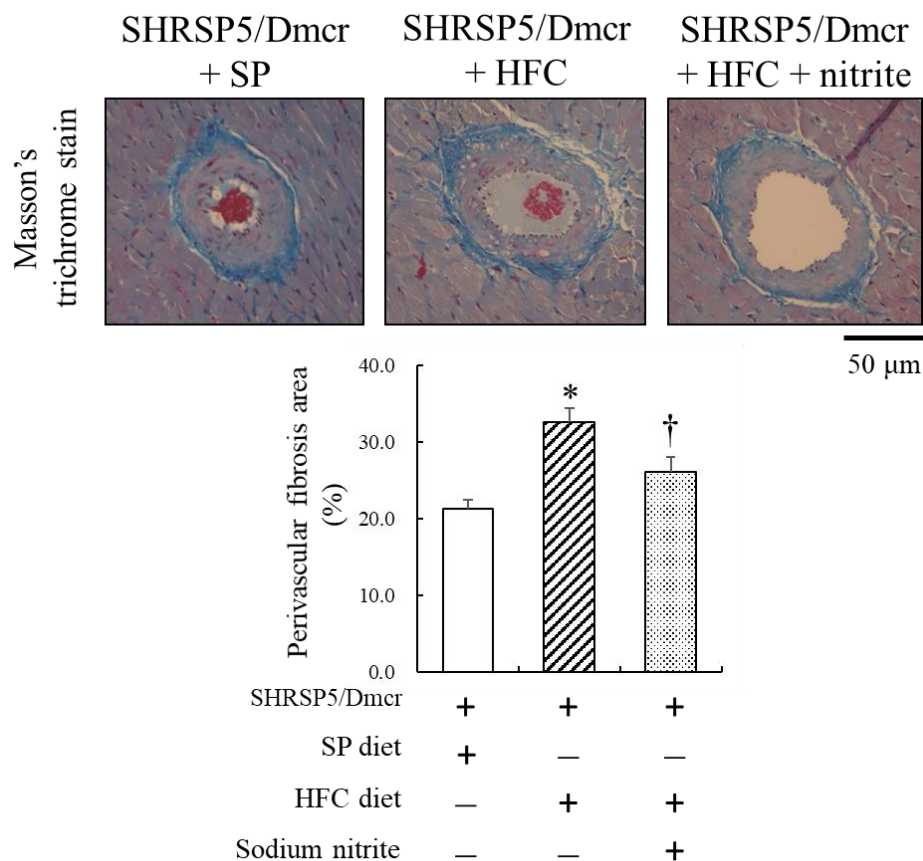 SHRSP5/Dmcr
+ SP
SHRSP5/Dmcr
+ HFC
SHRSP5/Dmcr
+ HFC + nitrite
Masson's
trichrome stain
50 μm
Perivascular fibrosis area
(%)
40.0
30.0
20.0
10.0
0.0
*
†
SHRSP5/Dmcr + + +
SP diet + – –
HFC diet – + +
Sodium nitrite – – +